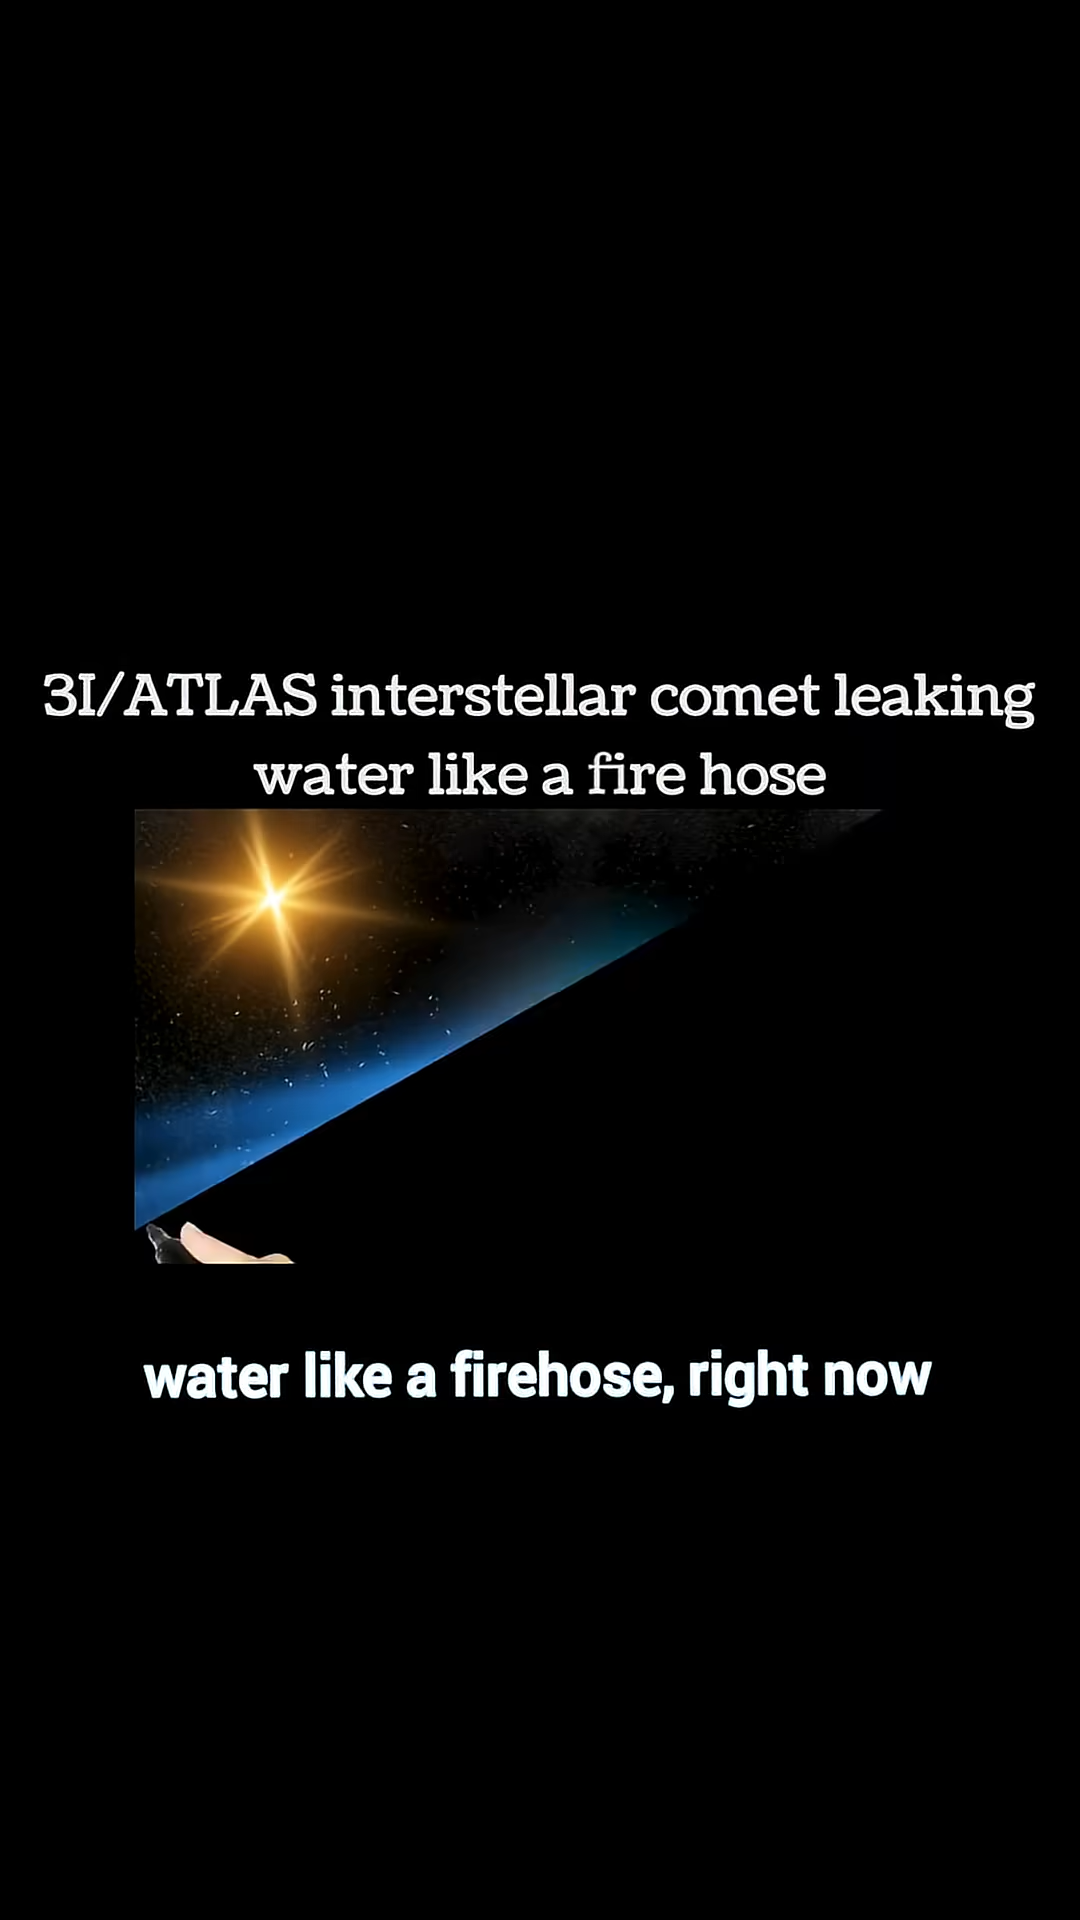 3I/ATLAS interstellar comet leaking
water like a fire hose
water like a firehose, right now